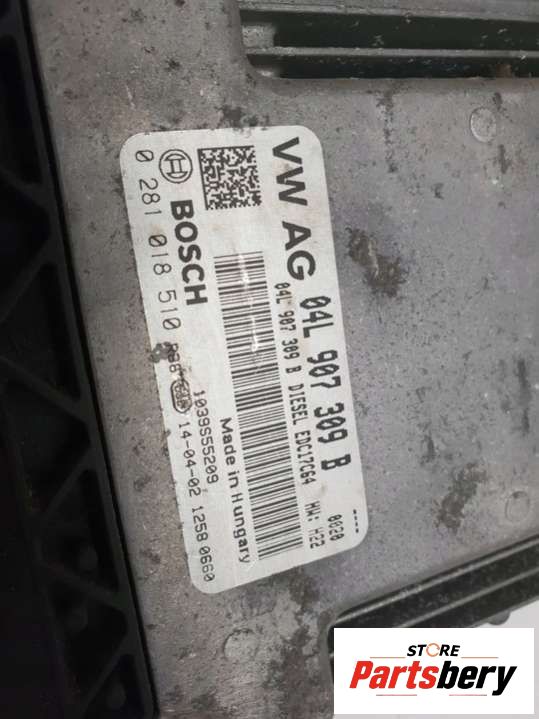 VW AG 04L 907 309 B
04L 907 309 B DIESEL EDC17C64
---- 0020
HW: H22
BOSCH
0 281 018 510
1039S55209
Made in Hungary
14-04-02 1258 0660
STORE
Partsbery